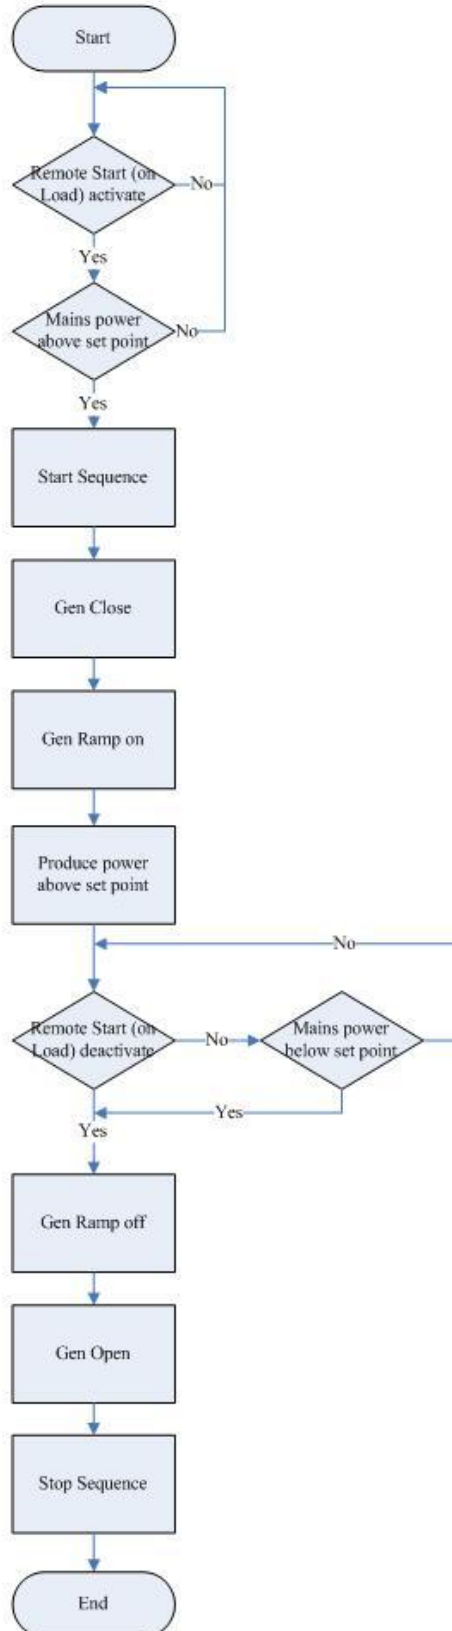 Start
Remote Start (on
Load) activate
No
Yes
Mains power
above set point
No
Yes
Start Sequence
Gen Close
Gen Ramp on
Produce power
above set point
No
Remote Start (on
Load) deactivate
No
Mains power
below set point
Yes
Yes
Gen Ramp off
Gen Open
Stop Sequence
End